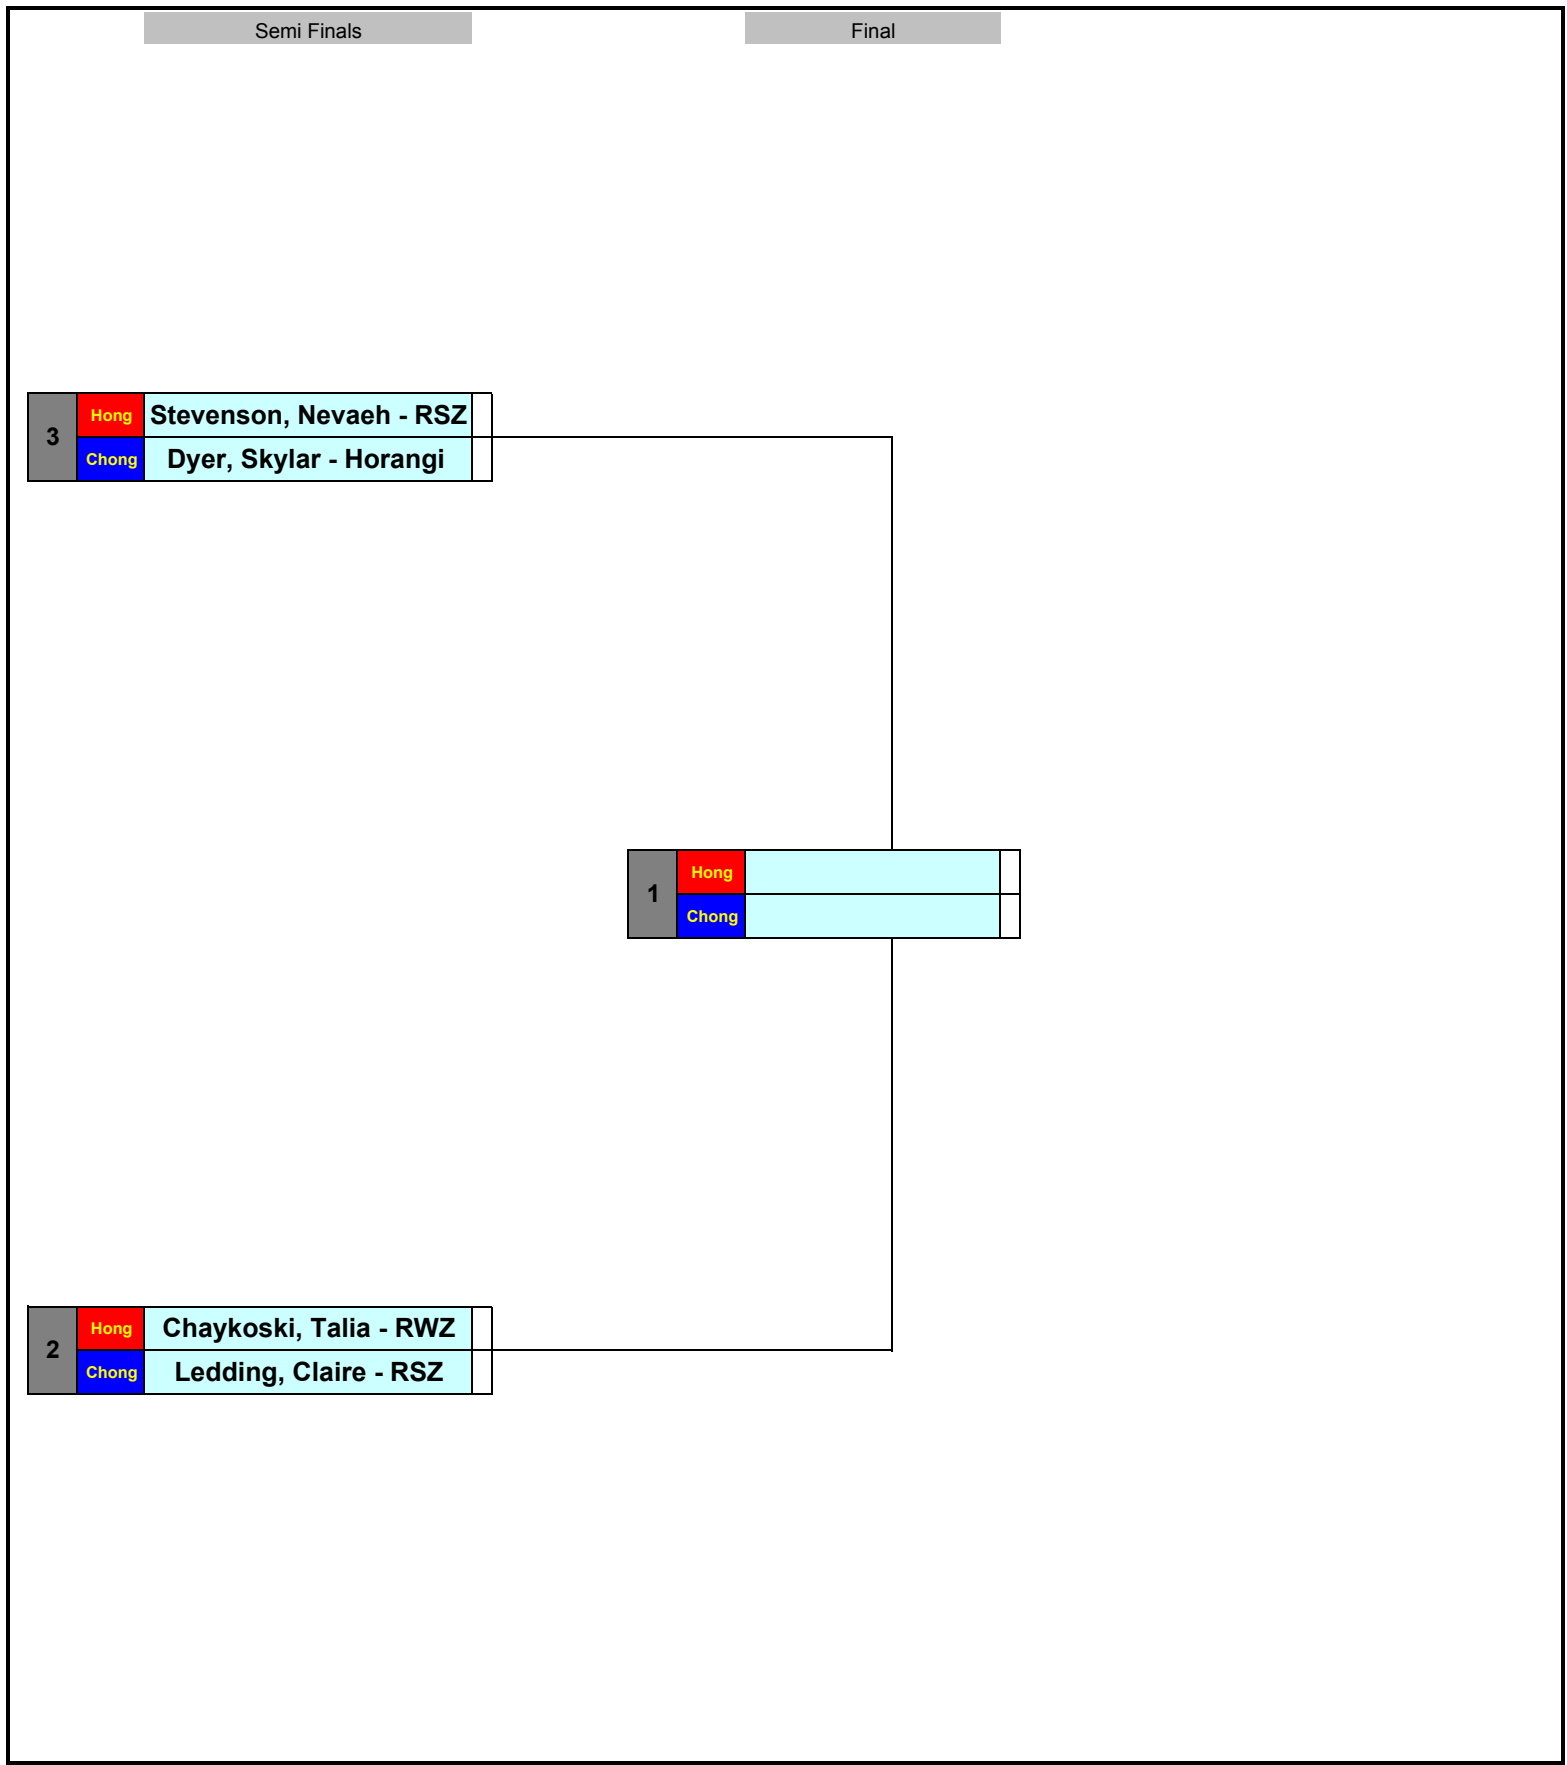 Semi Finals Final
3 Hong Stevenson, Nevaeh - RSZ
Chong Dyer, Skylar - Horangi
1 Hong
Chong
2 Hong Chaykoski, Talia - RWZ
Chong Ledding, Claire - RSZ